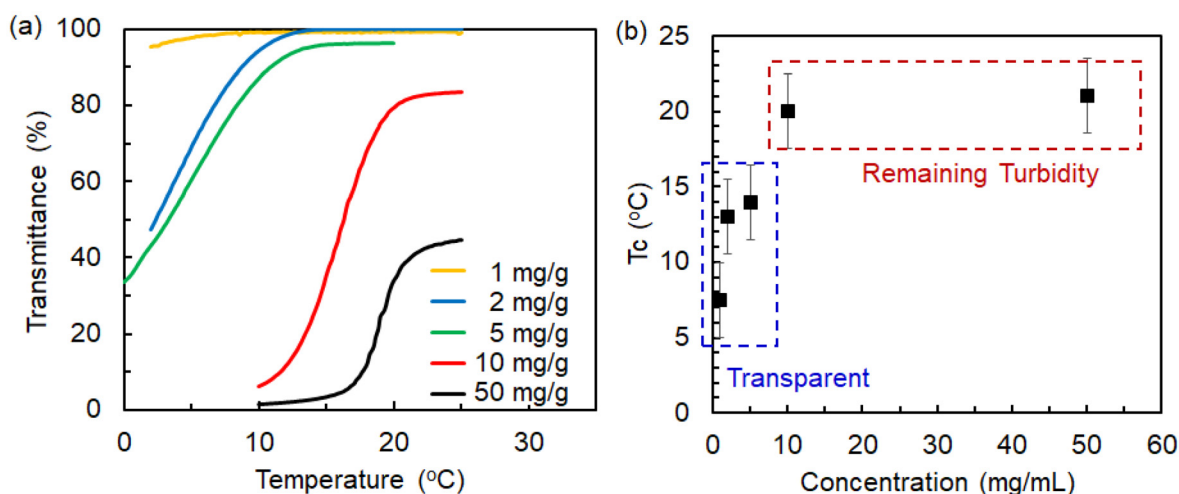 (a)
100
80
60
40
20
0
Transmittance (%)
0
10
20
30
Temperature (°C)
1 mg/g
2 mg/g
5 mg/g
10 mg/g
50 mg/g
(b)
25
20
15
10
5
0
Tc (°C)
0
10
20
30
40
50
60
Concentration (mg/mL)
Remaining Turbidity
Transparent